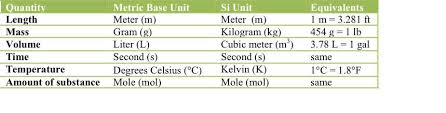 Quantity Metric Base Unit Si Unit Equivalents
Length Meter (m) Meter (m) 1 m = 3.281 ft
Mass Gram (g) Kilogram (kg) 454 g = 1 lb
Volume Liter (L) Cubic meter (m³) 3.78 L = 1 gal
Time Second (s) Second (s) same
Temperature Degrees Celsius (°C) Kelvin (K) 1°C = 1.8°F
Amount of substance Mole (mol) Mole (mol) same